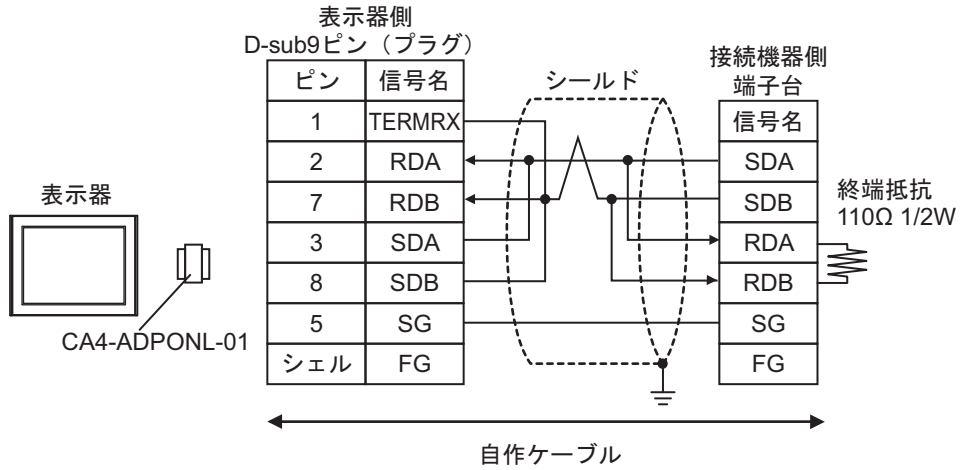 表示器側
D-sub9ピン（プラグ）
ピン 信号名
1 TERMRX
2 RDA
7 RDB
3 SDA
8 SDB
5 SG
シェル FG
シールド
接続機器側
端子台
信号名
SDA
SDB
RDA
RDB
SG
FG
終端抵抗
110Ω 1/2W
表示器
CA4-ADPONL-01
自作ケーブル